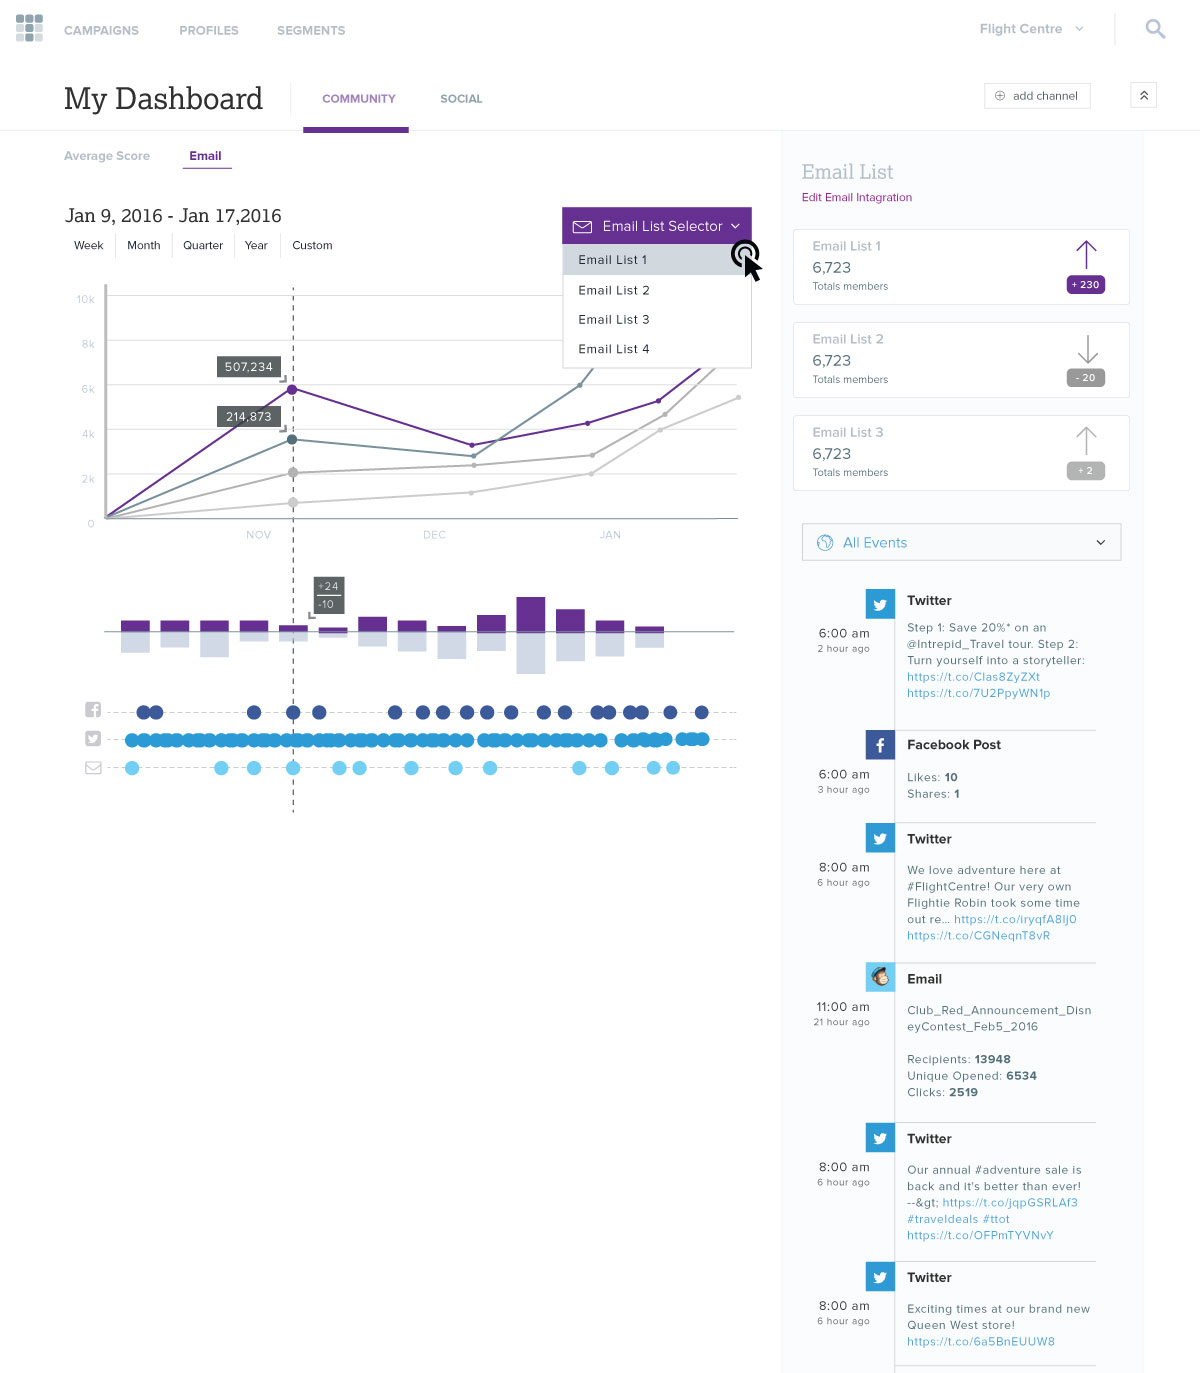 CAMPAIGNS PROFILES SEGMENTS Flight Centre
My Dashboard COMMUNITY SOCIAL add channel
Average Score Email
Jan 9, 2016 - Jan 17,2016
Week Month Quarter Year Custom
Email List Selector
Email List 1
Email List 2
Email List 3
Email List 4
10k
8k
6k
4k
2k
0
507,234
214,873
NOV DEC JAN
+24
-10
Email List
Edit Email Intagration
Email List 1
6,723
Totals members
+ 230
Email List 2
6,723
Totals members
- 20
Email List 3
6,723
Totals members
+ 2
All Events
Twitter
6:00 am
2 hour ago
Step 1: Save 20%* on an
@Intrepid_Travel tour. Step 2:
Turn yourself into a storyteller:
https://t.co/Clas8ZyZXt
https://t.co/7U2PpyWN1p
Facebook Post
6:00 am
3 hour ago
Likes: 10
Shares: 1
Twitter
8:00 am
6 hour ago
We love adventure here at
#FlightCentre! Our very own
Flightie Robin took some time
out re... https://t.co/iryqfA8Ij0
https://t.co/CGNeqnT8vR
Email
11:00 am
21 hour ago
Club_Red_Announcement_Disn
eyContest_Feb5_2016
Recipients: 13948
Unique Opened: 6534
Clicks: 2519
Twitter
8:00 am
6 hour ago
Our annual #adventure sale is
back and it's better than ever!
--&gt; https://t.co/jqpGSRLAf3
#traveldeals #ttot
https://t.co/OFPmTYVNvY
Twitter
8:00 am
6 hour ago
Exciting times at our brand new
Queen West store!
https://t.co/6a5BnEUUW8